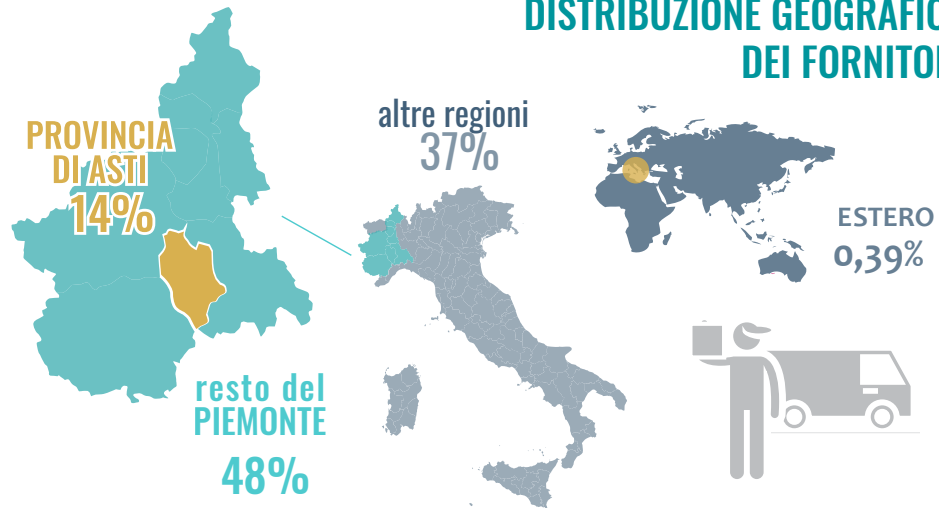 DISTRIBUZIONE GEOGRAFIC
DEI FORNITO
PROVINCIA
DI ASTI
14%
altre regioni
37%
ESTERO
0,39%
resto del
PIEMONTE
48%